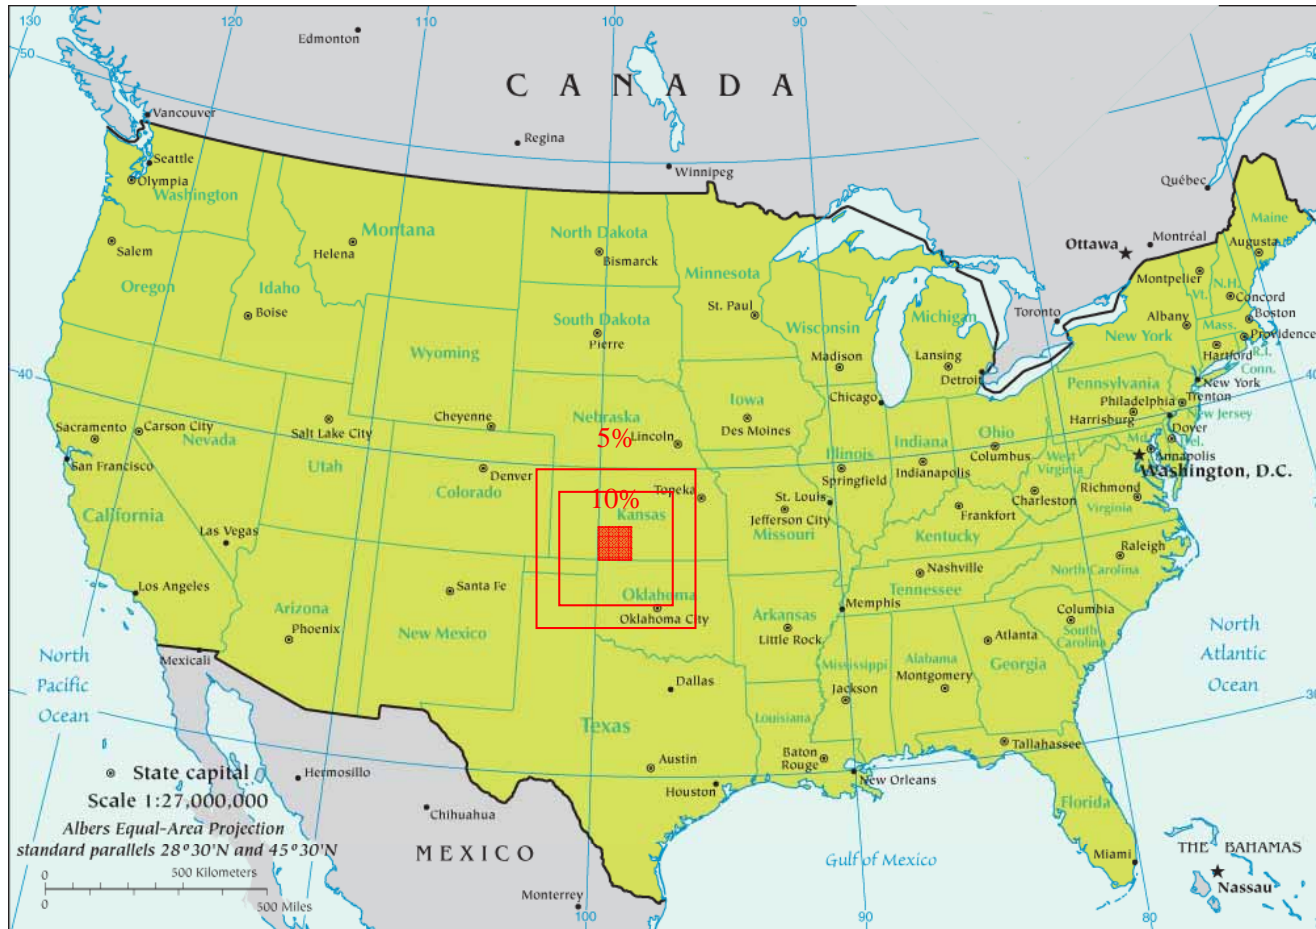 130
120
110
100
90
50
50
Edmonton
CANADA
Vancouver
Regina
Winnipeg
Québec
Seattle
Olympia
Washington
Montana
North Dakota
Maine
Salem
Helena
Bismarck
Minnesota
Ottawa
Montréal
Augusta
Oregon
Idaho
Boise
St. Paul
Montpelier
Vt.
N.H.
Concord
South Dakota
Pierre
Wisconsin
Michigan
Toronto
Albany
Boston
New York
Mass.
Providence
Wyoming
Madison
Lansing
Hartford
R.I.
Conn.
40
Detroit
Pennsylvania
New York
Cheyenne
Nebraska
Iowa
Chicago
Philadelphia
Trenton
Harrisburg
New Jersey
Sacramento
Carson City
Nevada
Salt Lake City
Lincoln
Des Moines
5%
Illinois
Indiana
Ohio
Columbus
Md.
Dover
Del.
Annapolis
San Francisco
Utah
Denver
Colorado
Springfield
Indianapolis
West
Virginia
Washington, D.C.
Topeka
10%
Kansas
St. Louis
Jefferson City
Missouri
Charleston
Richmond
Virginia
California
Las Vegas
Frankfort
Kentucky
Raleigh
North Carolina
Los Angeles
Santa Fe
Nashville
Tennessee
Arizona
Phoenix
New Mexico
Oklahoma
Oklahoma City
Arkansas
Little Rock
Memphis
Columbia
South
Carolina
Atlanta
Georgia
North
Atlantic
Ocean
North
Pacific
Ocean
Mexicali
Dallas
Mississippi
Jackson
Alabama
Montgomery
30
Texas
Louisiana
Austin
Baton
Rouge
Tallahassee
Houston
New Orleans
Hermosillo
Chihuahua
Florida
State capital
Scale 1:27,000,000
Albers Equal-Area Projection
standard parallels 28°30'N and 45°30'N
0
500 Kilometers
0
500 Miles
MEXICO
Gulf of Mexico
Miami
THE BAHAMAS
Nassau
Monterrey
100
90
80